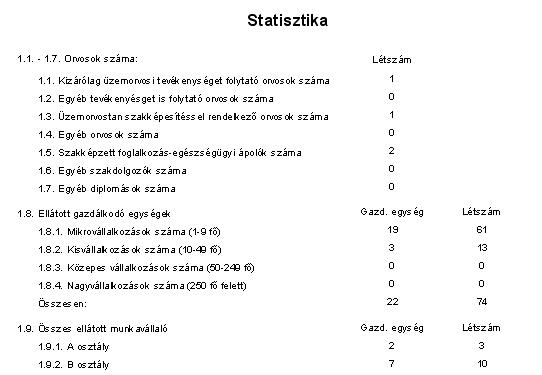 Statisztika
1.1. - 1.7. Orvosok száma: Létszám
1.1. Kizárólag üzemorvosi tevékenységet folytató orvosok száma 1
1.2. Egyéb tevékenyésget is folytató orvosok száma 0
1.3. Üzemorvostan szakképesítéssel rendelkező orvosok száma 1
1.4. Egyéb orvosok száma 0
1.5. Szakképzett foglalkozás-egészségügyi ápolók száma 2
1.6. Egyéb szakdolgozók száma 0
1.7. Egyéb diplomások száma 0
1.8. Ellátott gazdálkodó egységek Gazd. egység Létszám
1.8.1. Mikrovállalkozások száma (1-9 fő) 19 61
1.8.2. Kisvállalkozások száma (10-49 fő) 3 13
1.8.3. Közepes vállalkozások száma (50-249 fő) 0 0
1.8.4. Nagyvállalkozások száma (250 fő felett) 0 0
Összesen: 22 74
1.9. Összes ellátott munkavállaló Gazd. egység Létszám
1.9.1. A osztály 2 3
1.9.2. B osztály 7 10